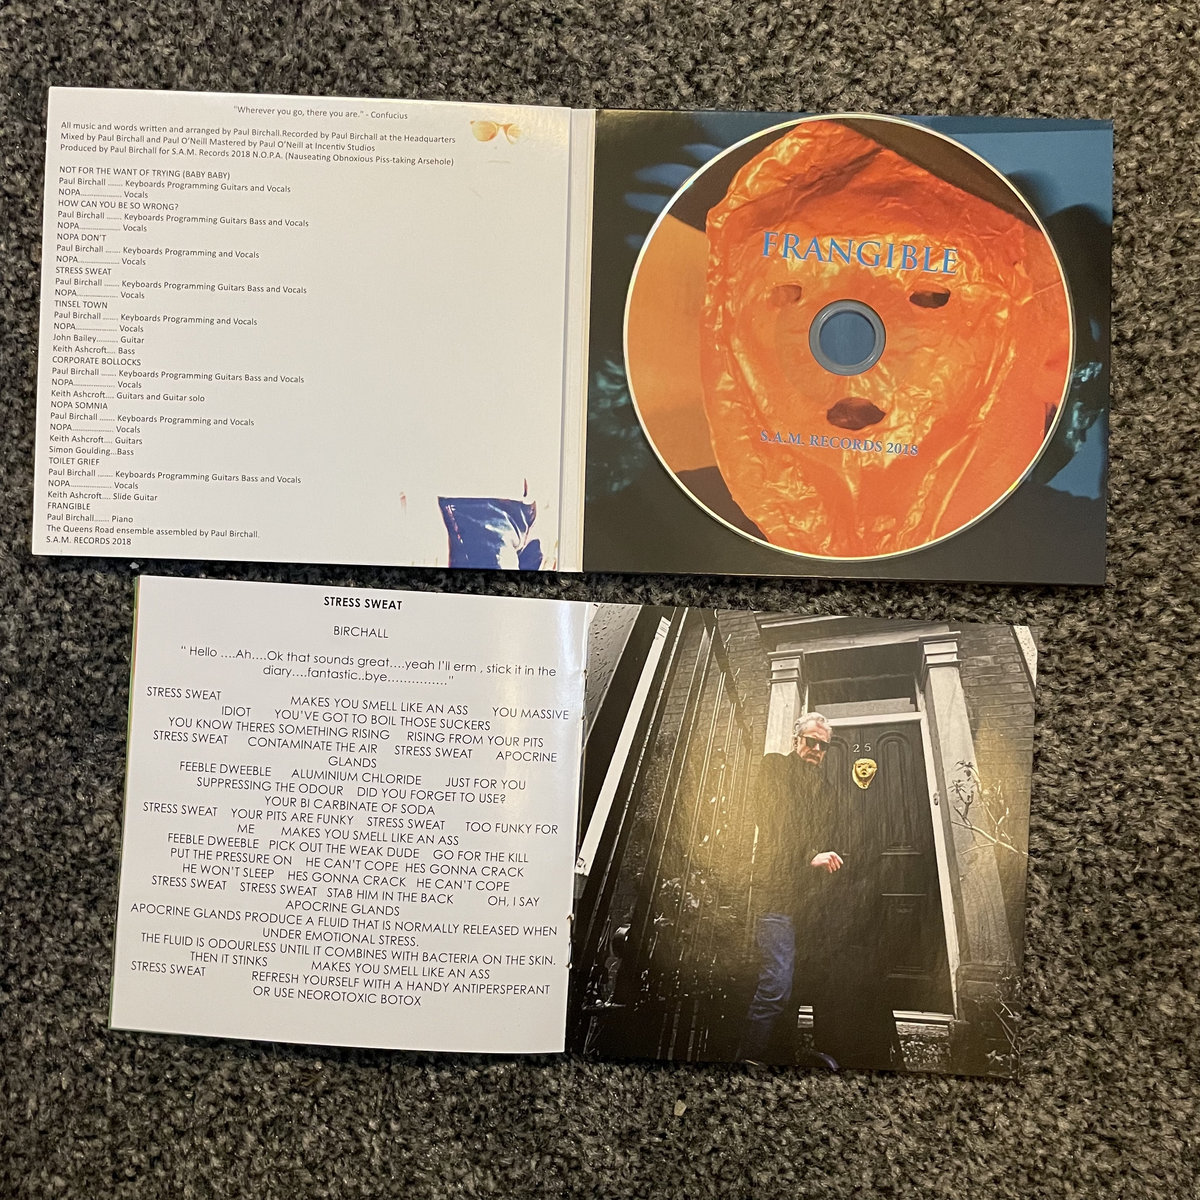 "Wherever you go, there you are." - Confucius
All music and words written and arranged by Paul Birchall.Recorded by Paul Birchall at the Headquarters
Mixed by Paul Birchall and Paul O'Neill Mastered by Paul O'Neill at Incentiv Studios
Produced by Paul Birchall for S.A.M. Records 2018 N.O.P.A. (Nauseating Obnoxious Piss-taking Arsehole)
NOT FOR THE WANT OF TRYING (BABY BABY)
Paul Birchall ....... Keyboards Programming Guitars and Vocals
NOPA..................... Vocals
HOW CAN YOU BE SO WRONG?
Paul Birchall ....... Keyboards Programming Guitars Bass and Vocals
NOPA..................... Vocals
NOPA DON'T
Paul Birchall ....... Keyboards Programming and Vocals
NOPA..................... Vocals
STRESS SWEAT
Paul Birchall ....... Keyboards Programming Guitars Bass and Vocals
NOPA..................... Vocals
TINSEL TOWN
Paul Birchall ....... Keyboards Programming and Vocals
NOPA..................... Vocals
John Bailey.......... Guitar
Keith Ashcroft.... Bass
CORPORATE BOLLOCKS
Paul Birchall ....... Keyboards Programming Guitars Bass and Vocals
NOPA..................... Vocals
Keith Ashcroft.... Guitars and Guitar solo
NOPA SOMNIA
Paul Birchall ....... Keyboards Programming and Vocals
NOPA..................... Vocals
Keith Ashcroft.... Guitars
Simon Goulding...Bass
TOILET GRIEF
Paul Birchall ....... Keyboards Programming Guitars Bass and Vocals
NOPA..................... Vocals
Keith Ashcroft.... Slide Guitar
FRANGIBLE
Paul Birchall....... Piano
The Queens Road ensemble assembled by Paul Birchall.
S.A.M. RECORDS 2018
FRANGIBLE
S.A.M. RECORDS 2018
STRESS SWEAT
BIRCHALL
" Hello ....Ah....Ok that sounds great....yeah I'll erm , stick it in the
diary....fantastic..bye..............."
STRESS SWEAT MAKES YOU SMELL LIKE AN ASS YOU MASSIVE
IDIOT YOU'VE GOT TO BOIL THOSE SUCKERS
YOU KNOW THERES SOMETHING RISING RISING FROM YOUR PITS
STRESS SWEAT CONTAMINATE THE AIR STRESS SWEAT APOCRINE
GLANDS
FEEBLE DWEEBLE ALUMINIUM CHLORIDE JUST FOR YOU
SUPPRESSING THE ODOUR DID YOU FORGET TO USE?
YOUR BI CARBINATE OF SODA
STRESS SWEAT YOUR PITS ARE FUNKY STRESS SWEAT TOO FUNKY FOR
ME MAKES YOU SMELL LIKE AN ASS
FEEBLE DWEEBLE PICK OUT THE WEAK DUDE GO FOR THE KILL
PUT THE PRESSURE ON HE CAN'T COPE HES GONNA CRACK
HE WON'T SLEEP HES GONNA CRACK HE CAN'T COPE
STRESS SWEAT STRESS SWEAT STAB HIM IN THE BACK OH, I SAY
APOCRINE GLANDS
APOCRINE GLANDS PRODUCE A FLUID THAT IS NORMALLY RELEASED WHEN
UNDER EMOTIONAL STRESS.
THE FLUID IS ODOURLESS UNTIL IT COMBINES WITH BACTERIA ON THE SKIN.
THEN IT STINKS MAKES YOU SMELL LIKE AN ASS
STRESS SWEAT REFRESH YOURSELF WITH A HANDY ANTIPERSPERANT
OR USE NEOROTOXIC BOTOX
25